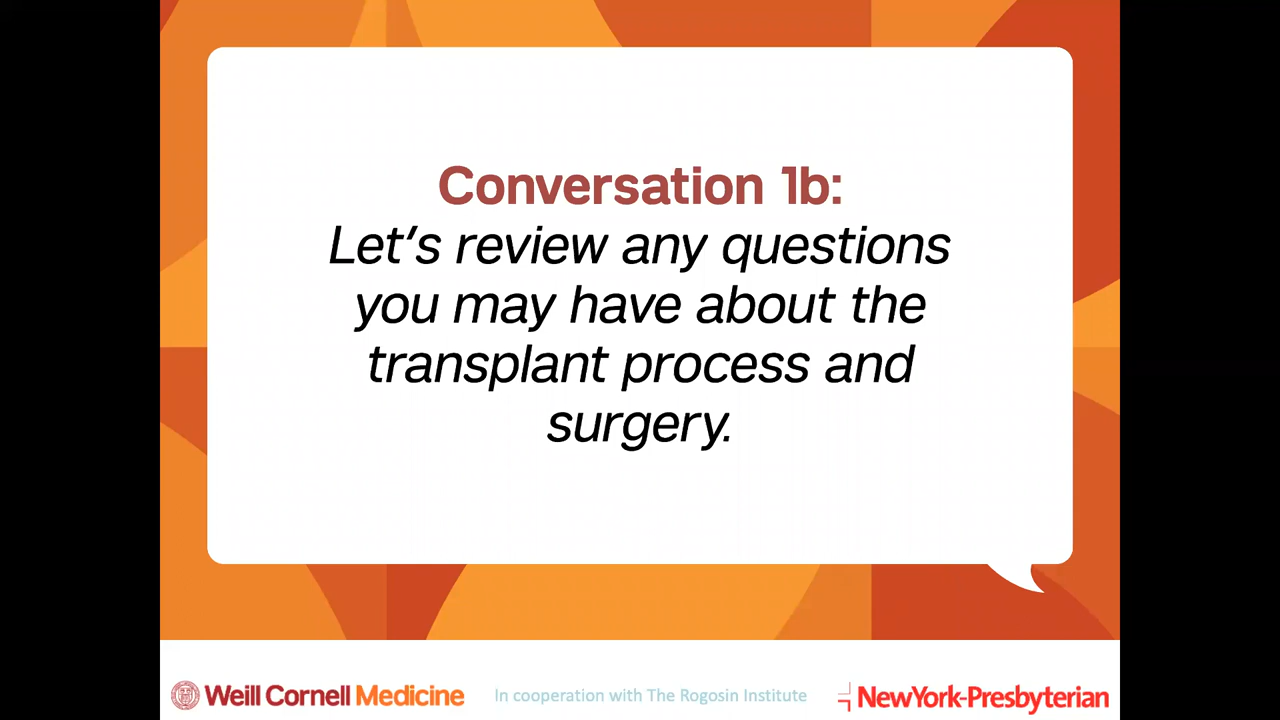 Conversation 1b:
Let’s review any questions
you may have about the
transplant process and
surgery.
Weill Cornell Medicine
In cooperation with The Rogosin Institute
NewYork-Presbyterian